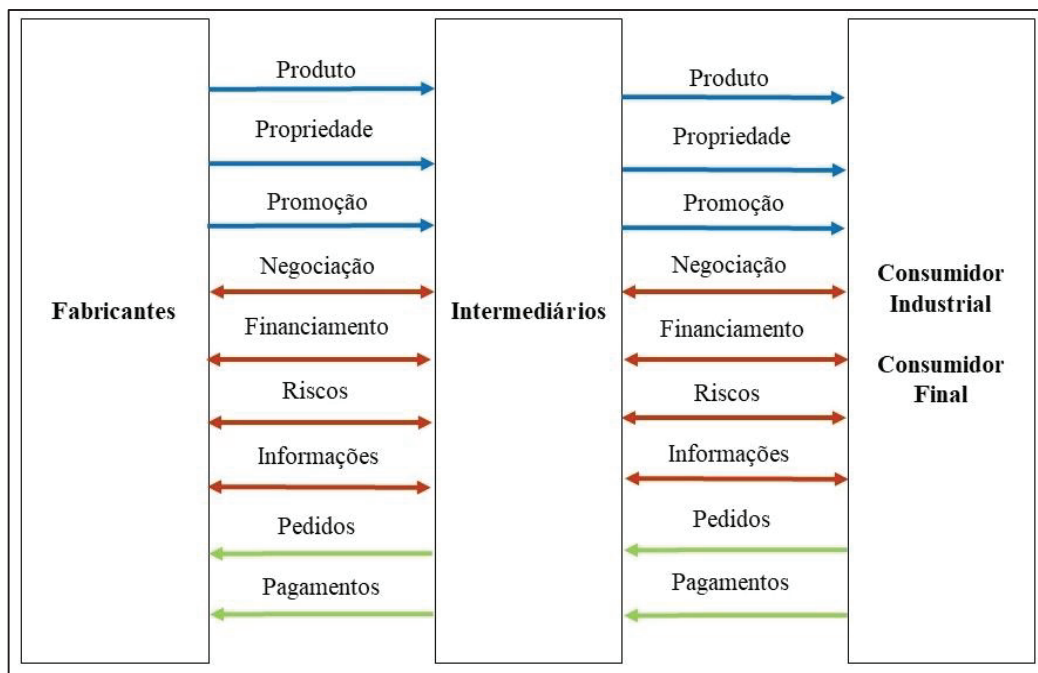 Produto
Produto
Propriedade
Propriedade
Promoção
Promoção
Negociação
Negociação
Fabricantes
Intermediários
Consumidor
Industrial
Consumidor
Final
Financiamento
Financiamento
Riscos
Riscos
Informações
Informações
Pedidos
Pedidos
Pagamentos
Pagamentos